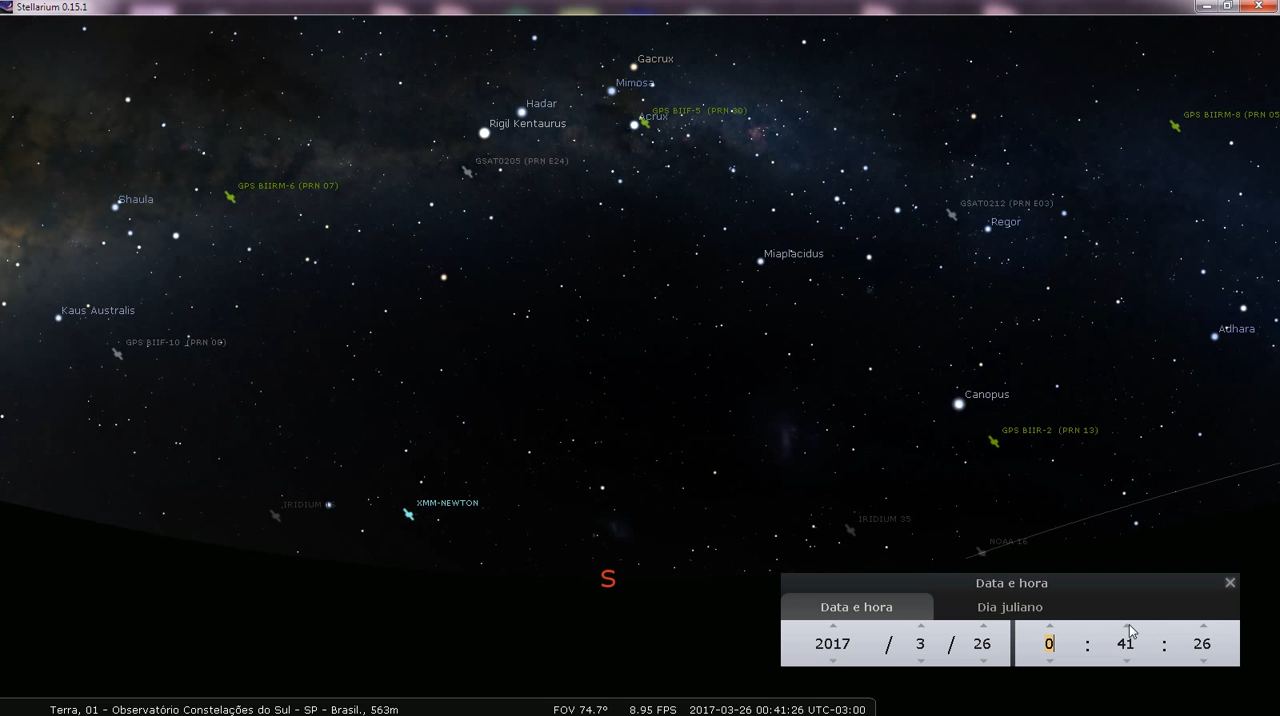 Stellarium 0.15.1
Gacrux
Mimosa
Hadar
GPS BIIF-5 (PRN 30)
Acrux
Rigil Kentaurus
GPS BIIRM-8 (PRN 05
GSAT0205 (PRN E24)
GPS BIIRM-6 (PRN 07)
Shaula
GSAT0212 (PRN E03)
Regor
Miaplacidus
Kaus Australis
Adhara
GPS BIIF-10 (PRN 08)
Canopus
GPS BIIR-2 (PRN 13)
IRIDIUM
XMM-NEWTON
IRIDIUM 35
NOAA 16
S
Data e hora
Data e hora Dia juliano
2017 / 3 / 26 0 : 41 : 26
Terra, 01 - Observatório Constelações do Sul - SP - Brasil., 563m FOV 74.7° 8.95 FPS 2017-03-26 00:41:26 UTC-03:00